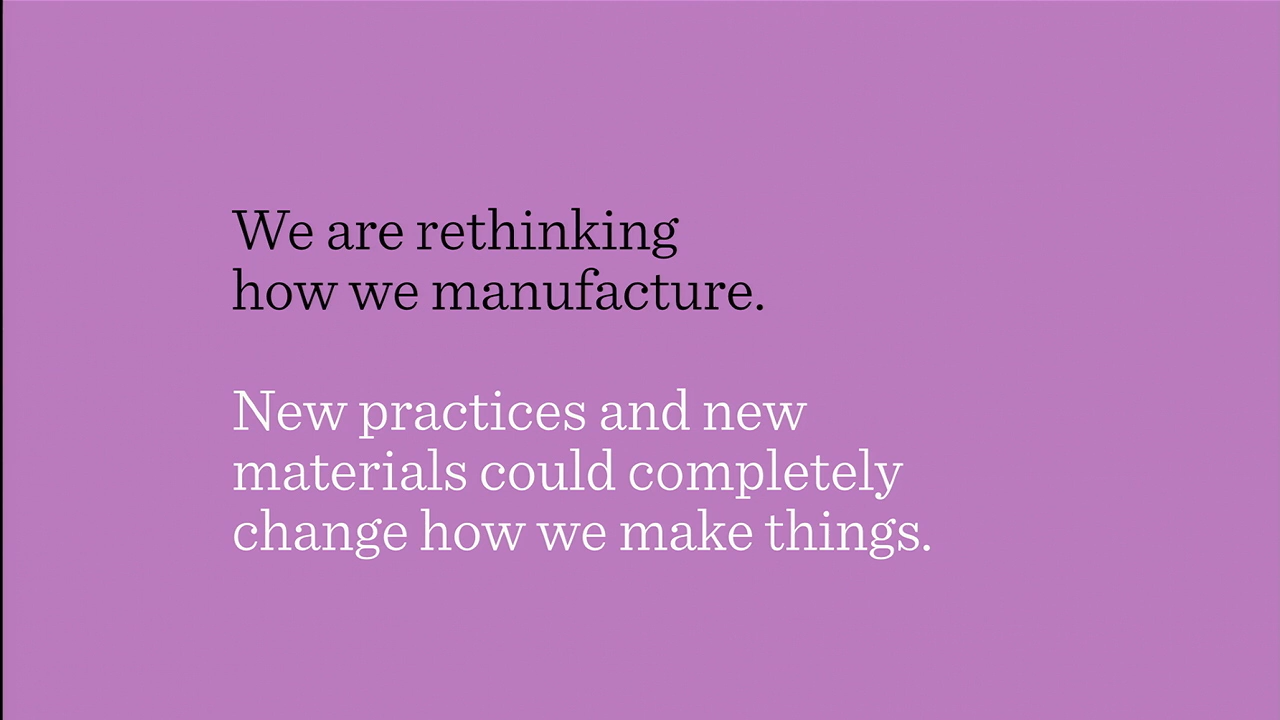 We are rethinking
how we manufacture.
New practices and new
materials could completely
change how we make things.